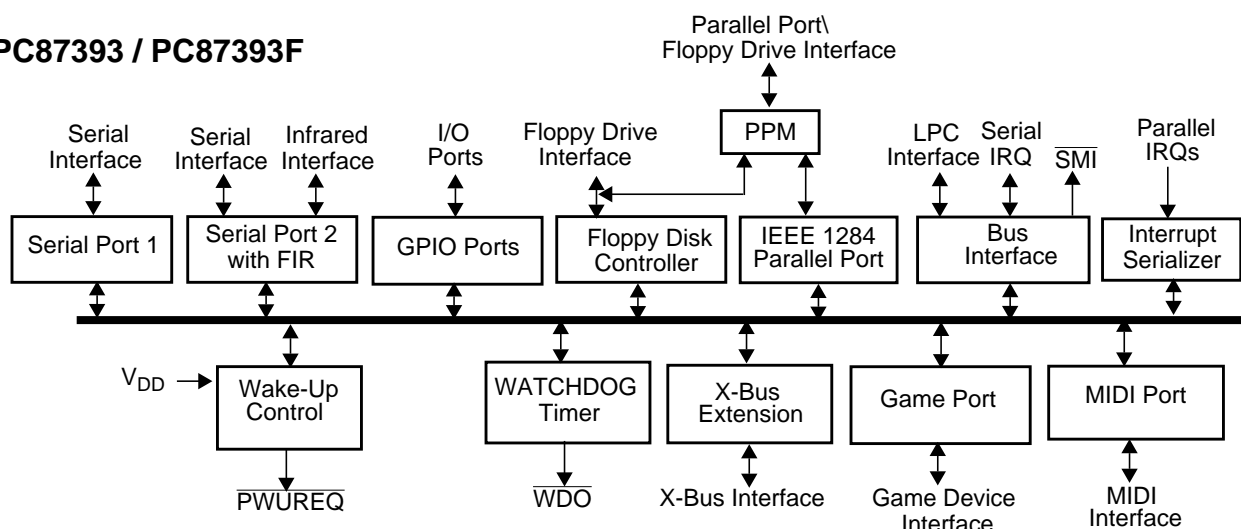 PC87393 / PC87393F
Parallel Port\
Floppy Drive Interface
PPM
Serial
Interface
Serial
Interface
Infrared
Interface
I/O
Ports
Floppy Drive
Interface
LPC
Interface
Serial
IRQ
SMI
Parallel
IRQs
Serial Port 1
Serial Port 2
with FIR
GPIO Ports
Floppy Disk
Controller
IEEE 1284
Parallel Port
Bus
Interface
Interrupt
Serializer
VDD
Wake-Up
Control
WATCHDOG
Timer
X-Bus
Extension
Game Port
MIDI Port
PWUREQ
WDO
X-Bus Interface
Game Device
Interface
MIDI
Interface